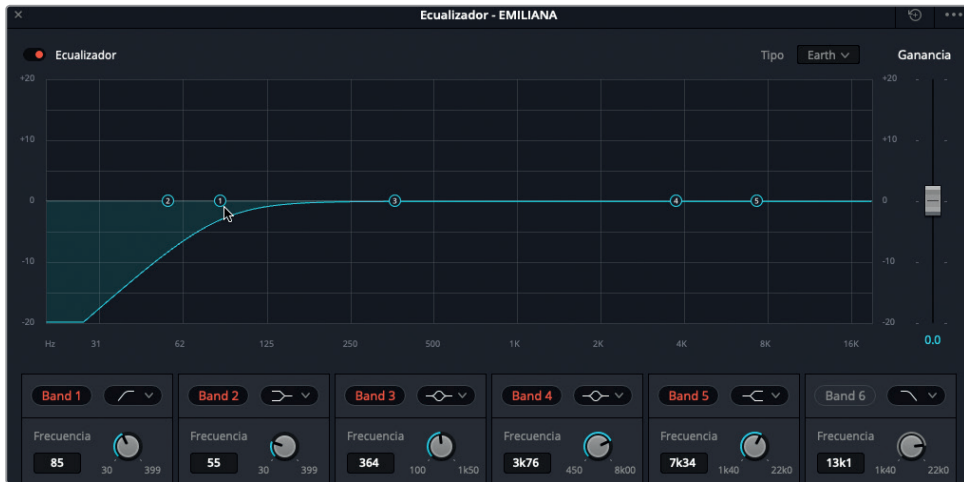 Ecualizador - EMILIANA
Ecualizador
Tipo Earth Ganancia
+20 +20
+10 +10
0 0
2 1 3 4 5
-10 -10
-20 -20
Hz 31 62 125 250 500 1K 2K 4K 8K 16K 0.0
Band 1 Band 2 Band 3 Band 4 Band 5 Band 6
Frecuencia Frecuencia Frecuencia Frecuencia Frecuencia Frecuencia
85 55 364 3k76 7k34 13k1
30 399 30 399 100 1k50 450 8k00 1k40 22k0 1k40 22k0